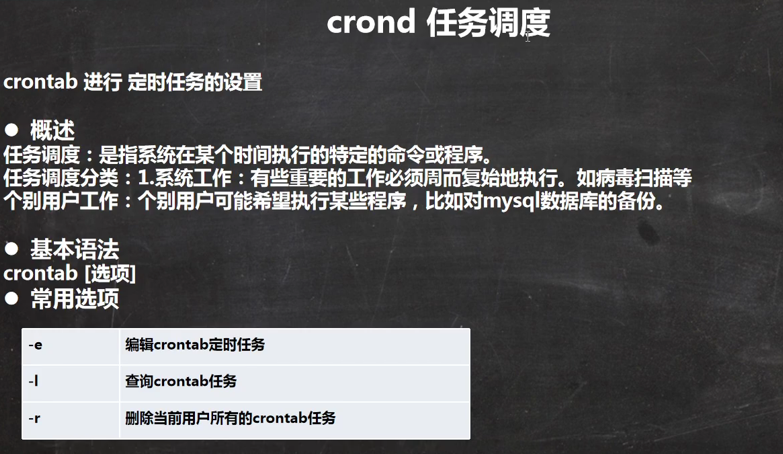 crond 任务调度
crontab 进行 定时任务的设置
● 概述
任务调度：是指系统在某个时间执行的特定的命令或程序。
任务调度分类：1.系统工作：有些重要的工作必须周而复始地执行。如病毒扫描等
个别用户工作：个别用户可能希望执行某些程序，比如对mysql数据库的备份。
● 基本语法
crontab [选项]
● 常用选项
-e 编辑crontab定时任务
-l 查询crontab任务
-r 删除当前用户所有的crontab任务